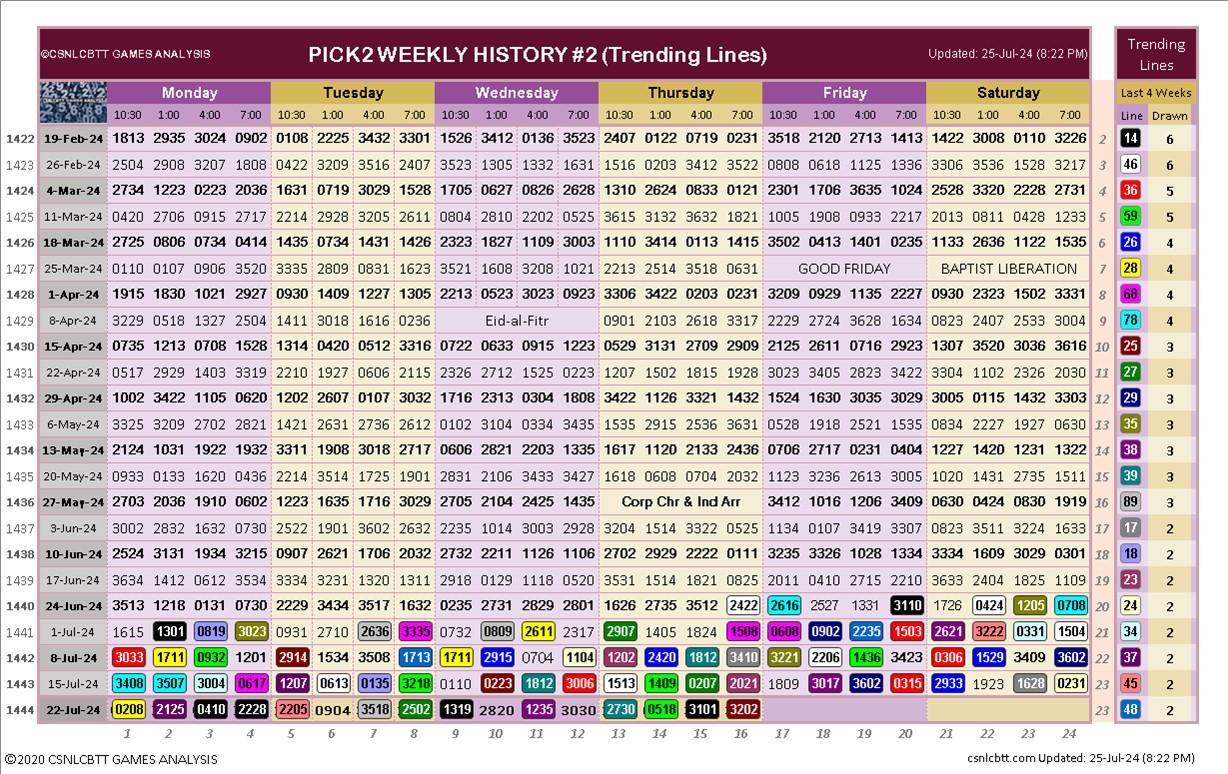 ©CSNLCBTT GAMES ANALYSIS PICK2 WEEKLY HISTORY #2 (Trending Lines) Updated: 25-Jul-24 (8:22 PM) Trending Lines
Monday Tuesday Wednesday Thursday Friday Saturday Last 4 Weeks
10:30 1:00 4:00 7:00 10:30 1:00 4:00 7:00 10:30 1:00 4:00 7:00 10:30 1:00 4:00 7:00 10:30 1:00 4:00 7:00 10:30 1:00 4:00 7:00 Line Drawn
1422 19-Feb-24 1813 2935 3024 0902 0108 2225 3432 3301 1526 3412 0136 3523 2407 0122 0719 0231 3518 2120 2713 1413 1422 3008 0110 3226 2 14 6
1423 26-Feb-24 2504 2908 3207 1808 0422 3209 3516 2407 3523 1305 1332 1631 1516 0203 3412 3522 0808 0618 1125 1336 3306 3536 1528 3217 3 46 6
1424 4-Mar-24 2734 1223 0223 2036 1631 0719 3029 1528 1705 0627 0826 2628 1310 2624 0833 0121 2301 1706 3635 1024 2528 3320 2228 2731 4 36 5
1425 11-Mar-24 0420 2706 0915 2717 2214 2928 3205 2611 0804 2810 2202 0525 3615 3132 3632 1821 1005 1908 0933 2217 2013 0811 0428 1233 5 59 5
1426 18-Mar-24 2725 0806 0734 0414 1435 0734 1431 1426 2323 1827 1109 3003 1110 3414 0113 1415 3502 0413 1401 0235 1133 2636 1122 1535 6 26 4
1427 25-Mar-24 0110 0107 0906 3520 3335 2809 0831 1623 3521 1608 3208 1021 2213 2514 3518 0631 GOOD FRIDAY BAPTIST LIBERATION 7 28 4
1428 1-Apr-24 1915 1830 1021 2927 0930 1409 1227 1305 2213 0523 3023 0923 3306 3422 0203 0231 3209 0929 1135 2227 0930 2323 1502 3331 8 68 4
1429 8-Apr-24 3229 0518 1327 2504 1411 3018 1616 0236 Eid-al-Fitr 0901 2103 2618 3317 2229 2724 3628 1634 0823 2407 2533 3004 9 78 4
1430 15-Apr-24 0735 1213 0708 1528 1314 0420 0512 3316 0722 0633 0915 1223 0529 3131 2709 2909 2125 2611 0716 2923 1307 3520 3036 3616 10 25 3
1431 22-Apr-24 0517 2929 1403 3319 2210 1927 0606 2115 2326 2712 1525 0223 1207 1502 1815 1928 3023 3405 2823 3422 3304 1102 2326 2030 11 27 3
1432 29-Apr-24 1002 3422 1105 0620 1202 2607 0107 3032 1716 2313 0304 1808 3422 1126 3321 1432 1524 1630 3035 3029 3005 0115 1432 3303 12 29 3
1433 6-May-24 3325 3209 2702 2821 1421 2631 2736 2612 0102 3104 0334 3435 1535 2915 2536 3631 0528 1918 2521 1535 0834 2227 1927 0630 13 35 3
1434 13-May-24 2124 1031 1922 1932 3311 1908 3018 2717 0606 2821 2203 1335 1617 1120 2133 2436 0706 2717 0231 0404 1227 1420 1231 1322 14 38 3
1435 20-May-24 0933 0133 1620 0436 2214 3514 1725 1901 2831 2106 3433 3427 1618 0608 1704 2032 1123 3236 2613 3005 1020 1431 2735 1511 15 39 3
1436 27-May-24 2703 2036 1910 0602 1223 1635 1716 3029 2705 2104 2425 1435 Corp Chr & Ind Arr 3412 1016 1206 3409 0630 0424 0830 1919 16 89 3
1437 3-Jun-24 3002 2832 1632 0730 2522 1901 3602 2632 2235 1014 3003 2928 3204 1514 3322 0525 1134 0107 3419 3307 0823 3511 3224 1633 17 17 2
1438 10-Jun-24 2524 3131 1934 3215 0907 2621 1706 2032 2732 2211 1126 1106 2702 2929 2222 0111 3235 3326 1028 1334 3334 1609 3029 0301 18 18 2
1439 17-Jun-24 3634 1412 0612 3534 3334 3231 1320 1311 2918 0129 1118 0520 3531 1514 1821 0825 2011 0410 2715 2210 3633 2404 1825 1109 19 23 2
1440 24-Jun-24 3513 1218 0131 0730 2229 3434 3517 1632 0235 2731 2829 2801 1626 2735 3512 2422 2616 2527 1331 3110 1726 0424 1205 0708 20 24 2
1441 1-Jul-24 1615 1301 0819 3023 0931 2710 2636 3335 0732 0809 2611 2317 2907 1405 1824 1508 0608 0902 2235 1503 2621 3222 0331 1504 21 34 2
1442 8-Jul-24 3033 1711 0932 1201 2914 1534 3508 1713 1711 2915 0704 1104 1202 2420 1812 3410 3221 2206 1436 3423 0306 1529 3409 3602 22 37 2
1443 15-Jul-24 3408 3507 3004 0617 1207 0613 0135 3218 0110 0223 1812 3006 1513 1409 0207 2021 1809 3017 3602 0315 2933 1923 1628 0231 23 45 2
1444 22-Jul-24 0208 2125 0410 2228 2205 0904 3518 2502 1319 2820 1235 3030 2730 0518 3101 3202 23 48 2
1 2 3 4 5 6 7 8 9 10 11 12 13 14 15 16 17 18 19 20 21 22 23 24
©2020 CSNLCBTT GAMES ANALYSIS csnlcbtt.com Updated: 25-Jul-24 (8:22 PM)